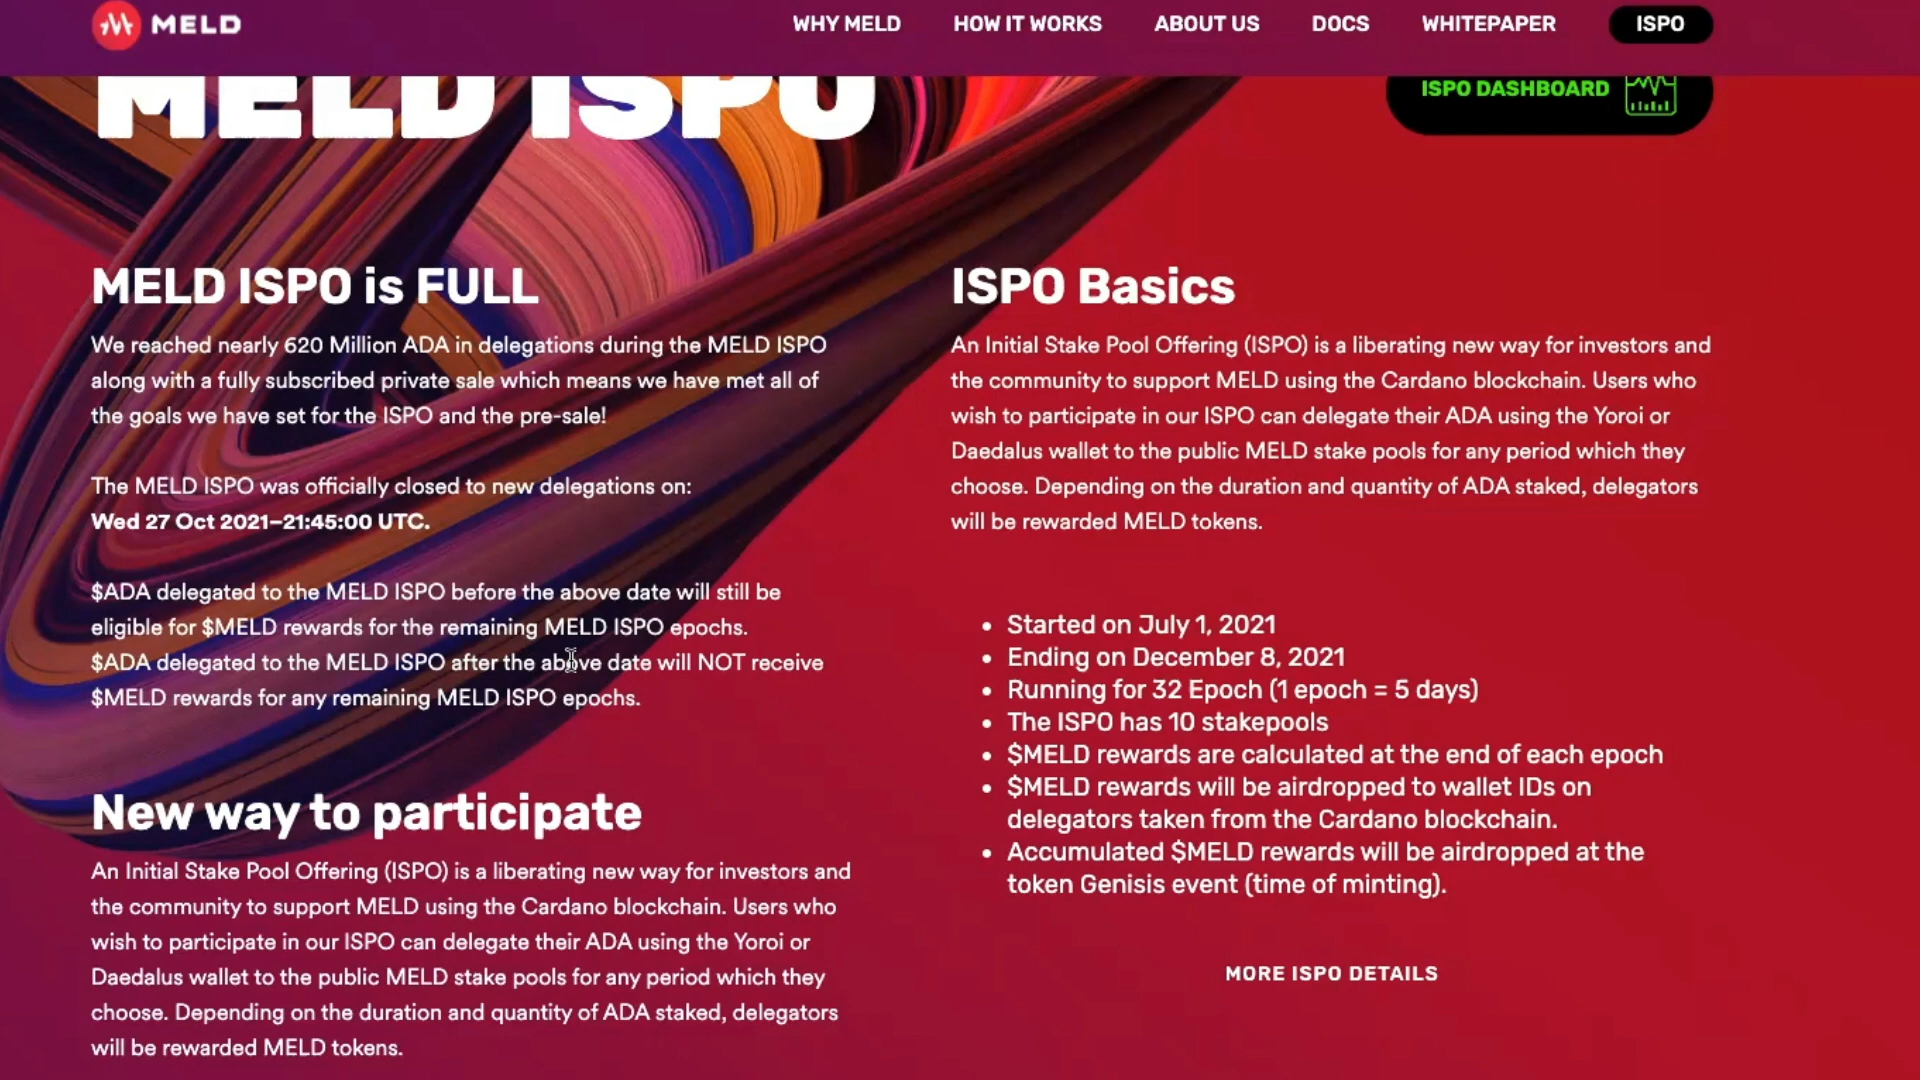 MELD
WHY MELD
HOW IT WORKS
ABOUT US
DOCS
WHITEPAPER
ISPO
MELD ISPO
ISPO DASHBOARD
MELD ISPO is FULL
We reached nearly 620 Million ADA in delegations during the MELD ISPO
along with a fully subscribed private sale which means we have met all of
the goals we have set for the ISPO and the pre-sale!
The MELD ISPO was officially closed to new delegations on:
Wed 27 Oct 2021–21:45:00 UTC.
$ADA delegated to the MELD ISPO before the above date will still be
eligible for $MELD rewards for the remaining MELD ISPO epochs.
$ADA delegated to the MELD ISPO after the above date will NOT receive
$MELD rewards for any remaining MELD ISPO epochs.
New way to participate
An Initial Stake Pool Offering (ISPO) is a liberating new way for investors and
the community to support MELD using the Cardano blockchain. Users who
wish to participate in our ISPO can delegate their ADA using the Yoroi or
Daedalus wallet to the public MELD stake pools for any period which they
choose. Depending on the duration and quantity of ADA staked, delegators
will be rewarded MELD tokens.
ISPO Basics
An Initial Stake Pool Offering (ISPO) is a liberating new way for investors and
the community to support MELD using the Cardano blockchain. Users who
wish to participate in our ISPO can delegate their ADA using the Yoroi or
Daedalus wallet to the public MELD stake pools for any period which they
choose. Depending on the duration and quantity of ADA staked, delegators
will be rewarded MELD tokens.
• Started on July 1, 2021
• Ending on December 8, 2021
• Running for 32 Epoch (1 epoch = 5 days)
• The ISPO has 10 stakepools
• $MELD rewards are calculated at the end of each epoch
• $MELD rewards will be airdropped to wallet IDs on
delegators taken from the Cardano blockchain.
• Accumulated $MELD rewards will be airdropped at the
token Genisis event (time of minting).
MORE ISPO DETAILS